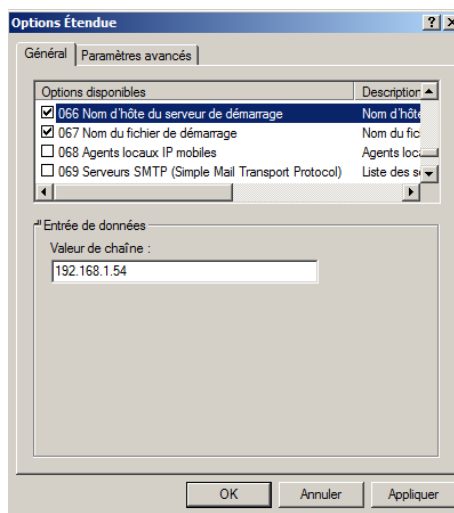 Options Étendue
Général Paramètres avancés
Options disponibles Description
066 Nom d'hôte du serveur de démarrage Nom d'hôte
067 Nom du fichier de démarrage Nom du fic
068 Agents locaux IP mobiles Agents loca
069 Serveurs SMTP (Simple Mail Transport Protocol) Liste des se
Entrée de données
Valeur de chaîne :
192.168.1.54
OK Annuler Appliquer